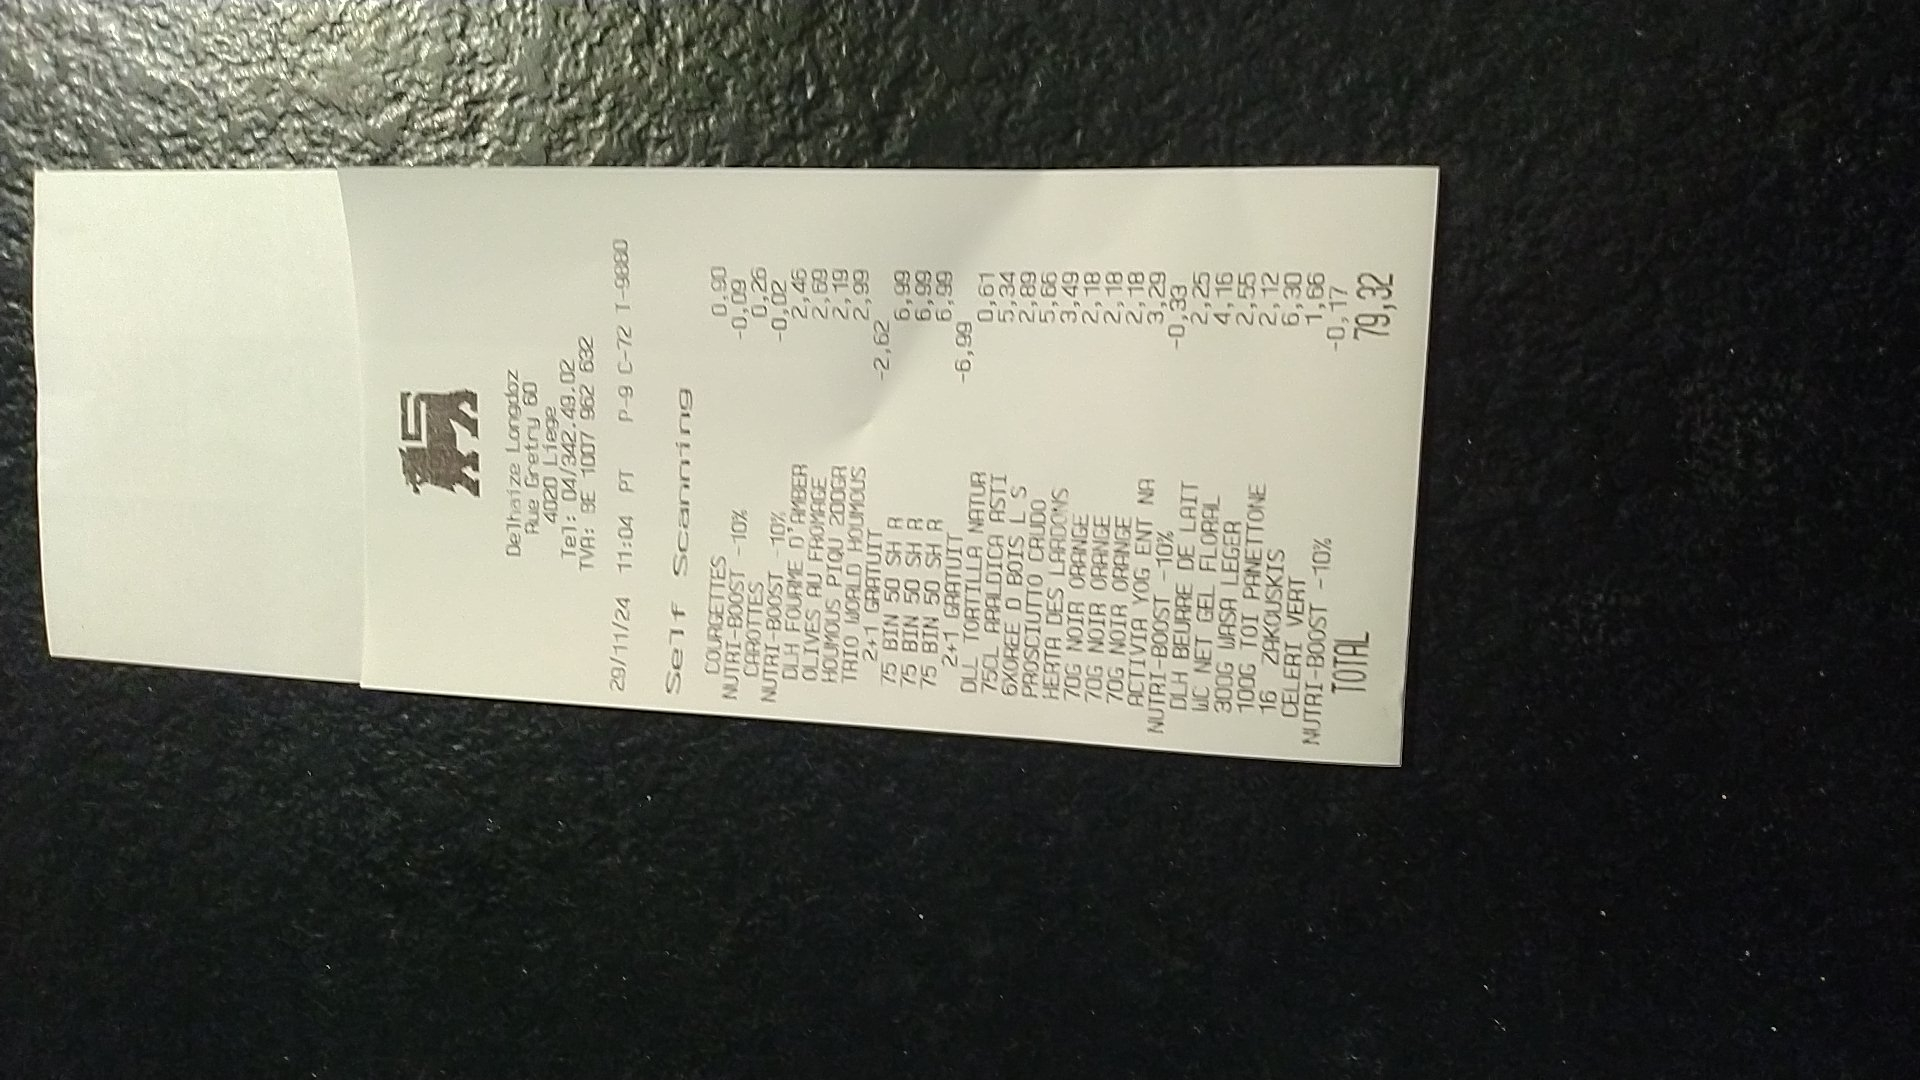 Delhaize Longdoz
Rue Gretry 60
4020 Liege
Tel: 04/342.49.02
TVA: BE 1007 962 632
29/11/24 11:04 PT P-9 C-72 T-9880
Self Scanning
COURGETTES 0,90
NUTRI-BOOST -10% -0,09
CAROTTES 0,26
NUTRI-BOOST -10% -0,02
DLH FOURME D'AMBER 2,46
OLIVES AU FROMAGE 2,69
HOUMOUS PIQU 200GR 2,19
TRIO WORLD HOUMOUS 2,99
2+1 GRATUIT -2,62
75 BIN 50 SH R 6,99
75 BIN 50 SH R 6,99
75 BIN 50 SH R 6,99
2+1 GRATUIT -6,99
DLL TORTILLA NATUR 0,61
75CL ARALDICA ASTI 5,34
6XOREE D BOIS L S 2,89
PROSCIUTTO CRUDO 5,66
HERTA DES LARDONS 3,49
70G NOIR ORANGE 2,18
70G NOIR ORANGE 2,18
70G NOIR ORANGE 2,18
ACTIVIA YOG ENT NA 3,29
NUTRI-BOOST -10% -0,33
DLH BEURRE DE LAIT 2,25
WC NET GEL FLORAL 4,16
300G WASA LEGER 2,55
100G TOI PANETTONE 2,12
16 ZAKOUSKIS 6,30
CELERI VERT 1,66
NUTRI-BOOST -10% -0,17
TOTAL 79,32